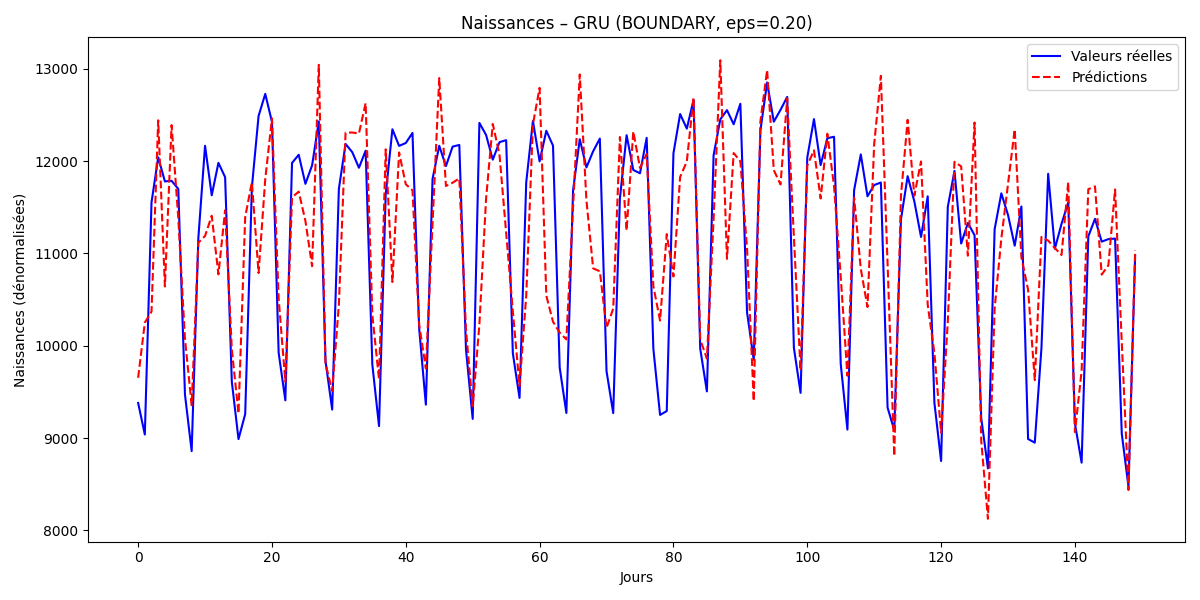 Naissances – GRU (BOUNDARY, eps=0.20)
Valeurs réelles
Prédictions
Naissances (dénormalisées)
13000
12000
11000
10000
9000
8000
0 20 40 60 80 100 120 140
Jours